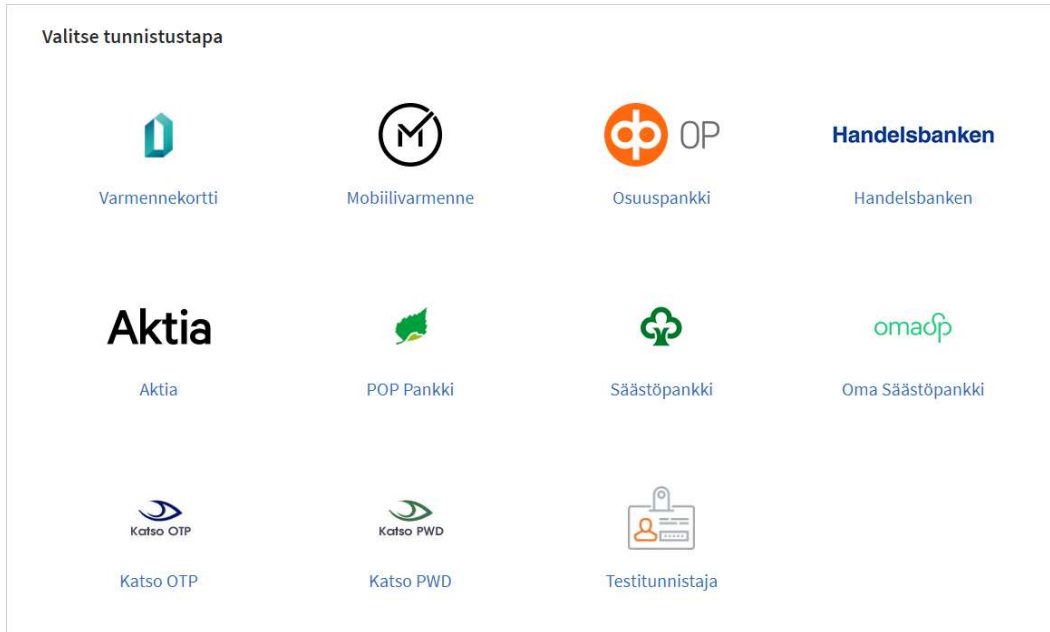 Valitse tunnistustapa
M
OP
Handelsbanken
Varmennekortti
Mobiilivarmenne
Osuuspankki
Handelsbanken
Aktia
omasp
Aktia
POP Pankki
Säästöpankki
Oma Säästöpankki
Katso OTP
Katso PWD
Katso OTP
Katso PWD
Testitunnistaja